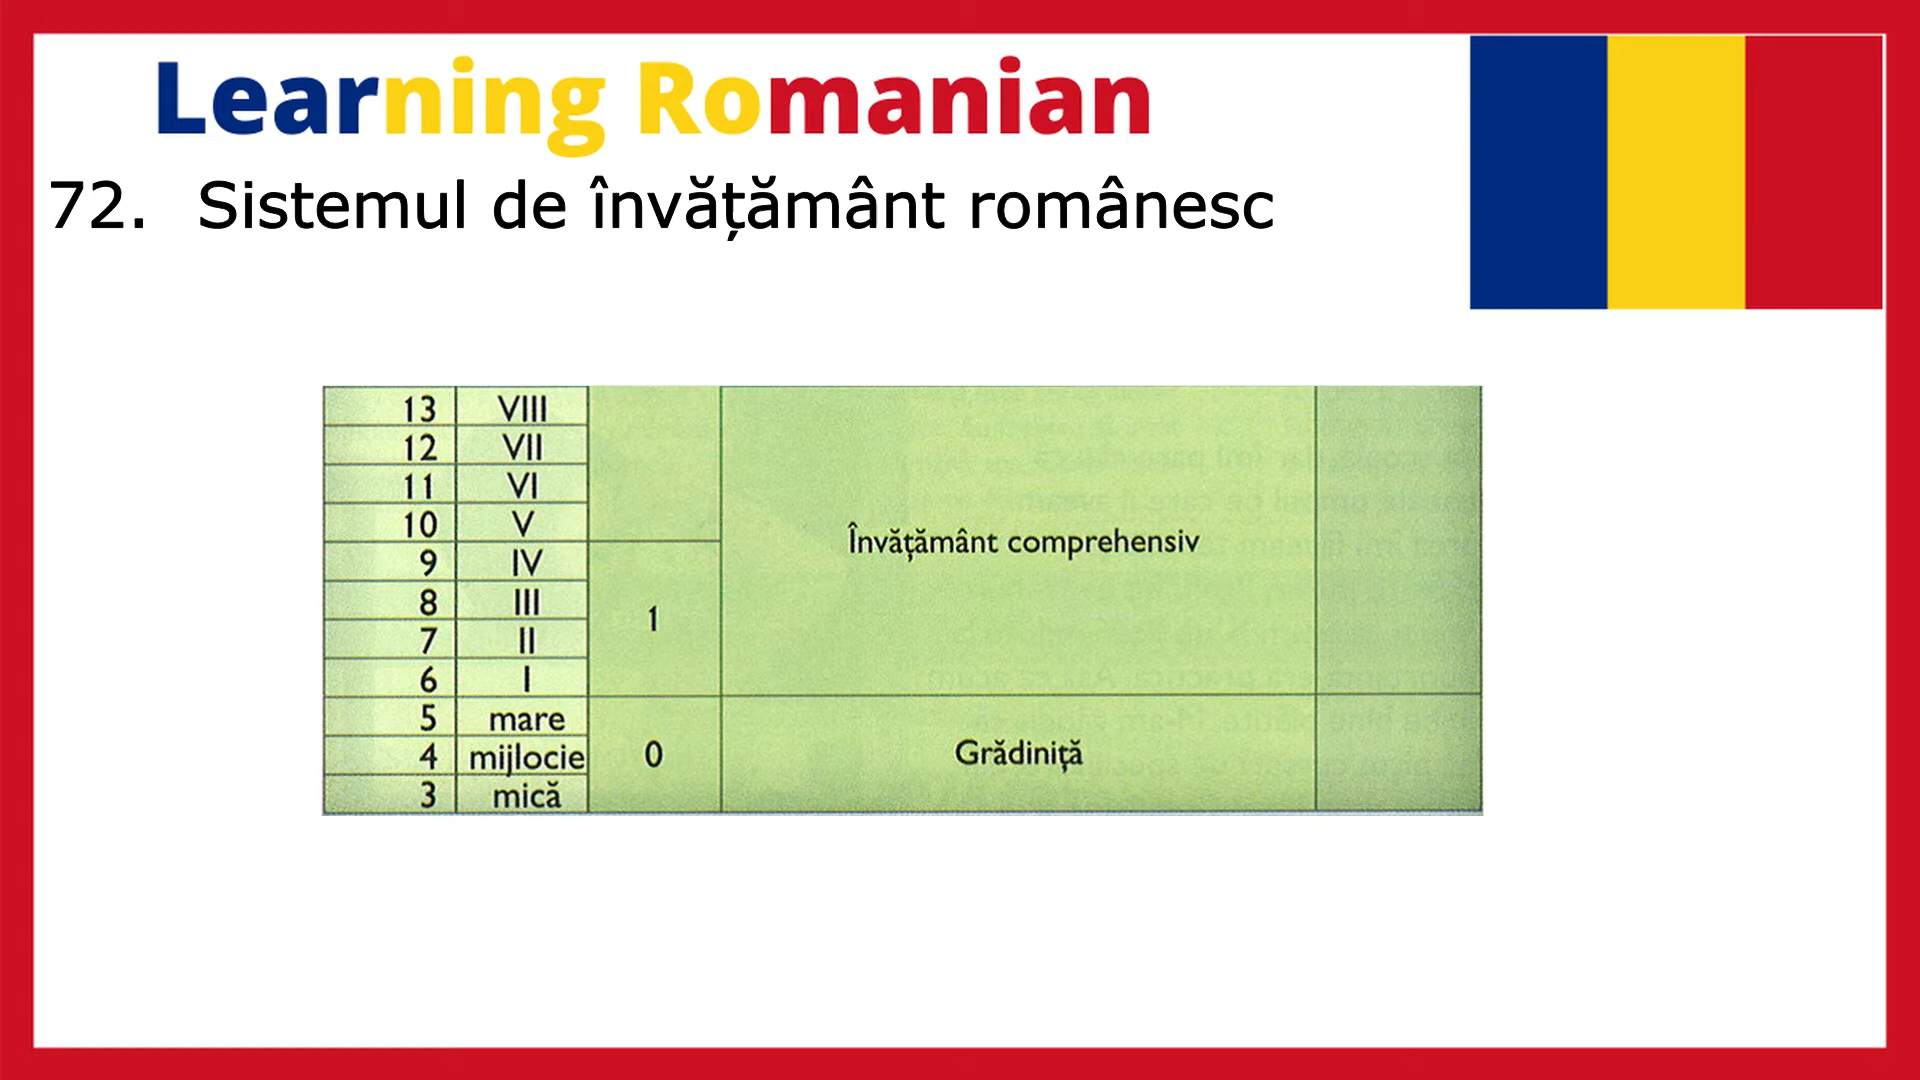 Learning Romanian
72. Sistemul de învățământ românesc
13 VIII
12 VII
11 VI
10 V
Învățământ comprehensiv
9 IV
8 III
1
7 II
6 I
5 mare
4 mijlocie 0 Grădiniță
3 mică